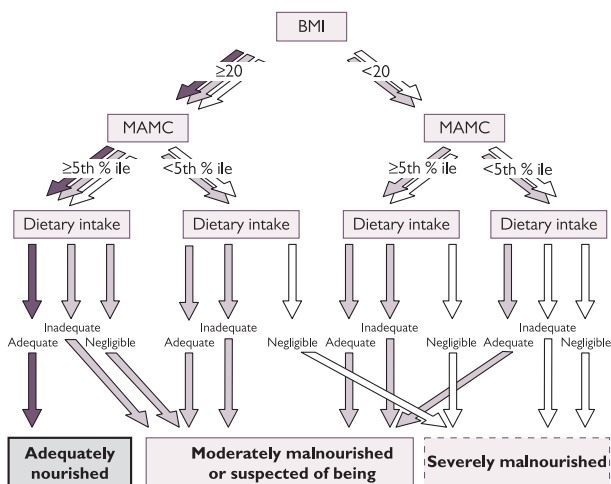 BMI
≥20
<20
MAMC
MAMC
≥5th % ile
<5th % ile
≥5th % ile
<5th % ile
Dietary intake
Dietary intake
Dietary intake
Dietary intake
Inadequate
Inadequate
Inadequate
Inadequate
Adequate
Negligible
Adequate
Negligible
Adequate
Negligible
Adequate
Negligible
Adequately
nourished
Moderately malnourished
or suspected of being
Severely malnourished